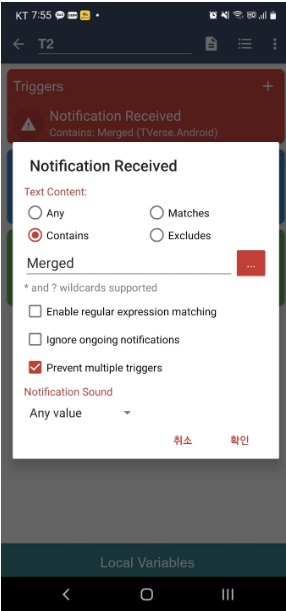 KT 7:55
T2
Triggers
Notification Received
Contains: Merged (TVerse.Android)
Notification Received
Text Content:
Any
Matches
Contains
Excludes
Merged
...
* and ? wildcards supported
Enable regular expression matching
Ignore ongoing notifications
Prevent multiple triggers
Notification Sound
Any value
취소
확인
Local Variables